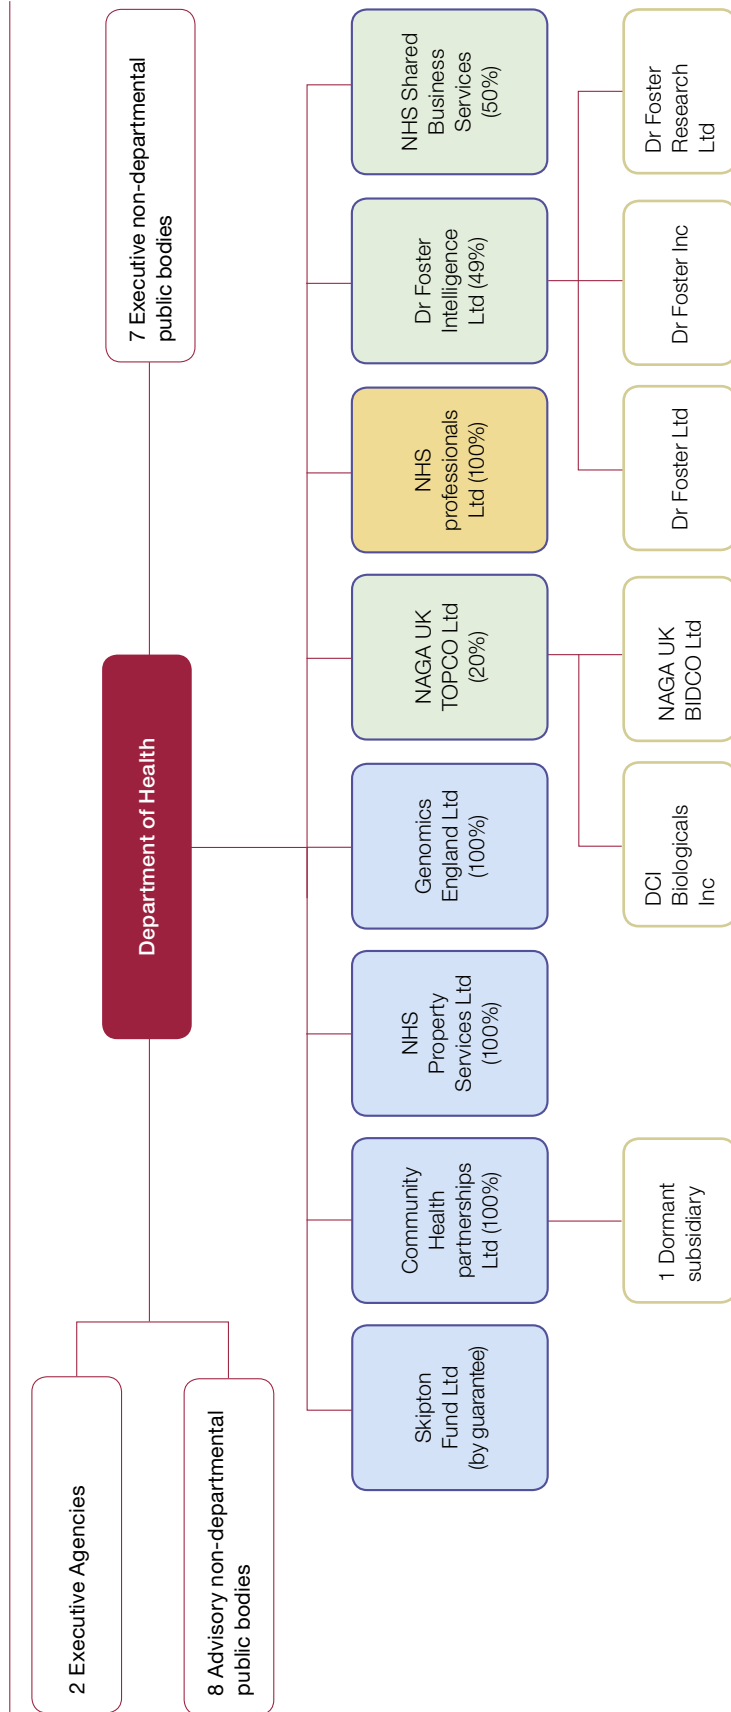 2 Executive Agencies
8 Advisory non-departmental
public bodies
Department of Health
7 Executive non-departmental
public bodies
Skipton
Fund Ltd
(by guarantee)
Community
Health
partnerships
Ltd (100%)
NHS
Property
Services Ltd
(100%)
Genomics
England Ltd
(100%)
NAGA UK
TOPCO Ltd
(20%)
NHS
professionals
Ltd (100%)
Dr Foster
Intelligence
Ltd (49%)
NHS Shared
Business
Services
(50%)
1 Dormant
subsidiary
DCI
Biologicals
Inc
NAGA UK
BIDCO Ltd
Dr Foster Ltd
Dr Foster Inc
Dr Foster
Research
Ltd